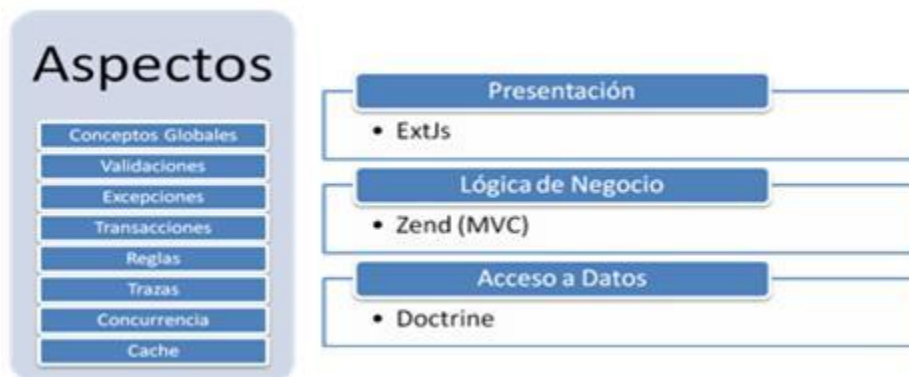 Aspectos
Conceptos Globales
Validaciones
Excepciones
Transacciones
Reglas
Trazas
Concurrencia
Cache
Presentación
• ExtJs
Lógica de Negocio
• Zend (MVC)
Acceso a Datos
• Doctrine